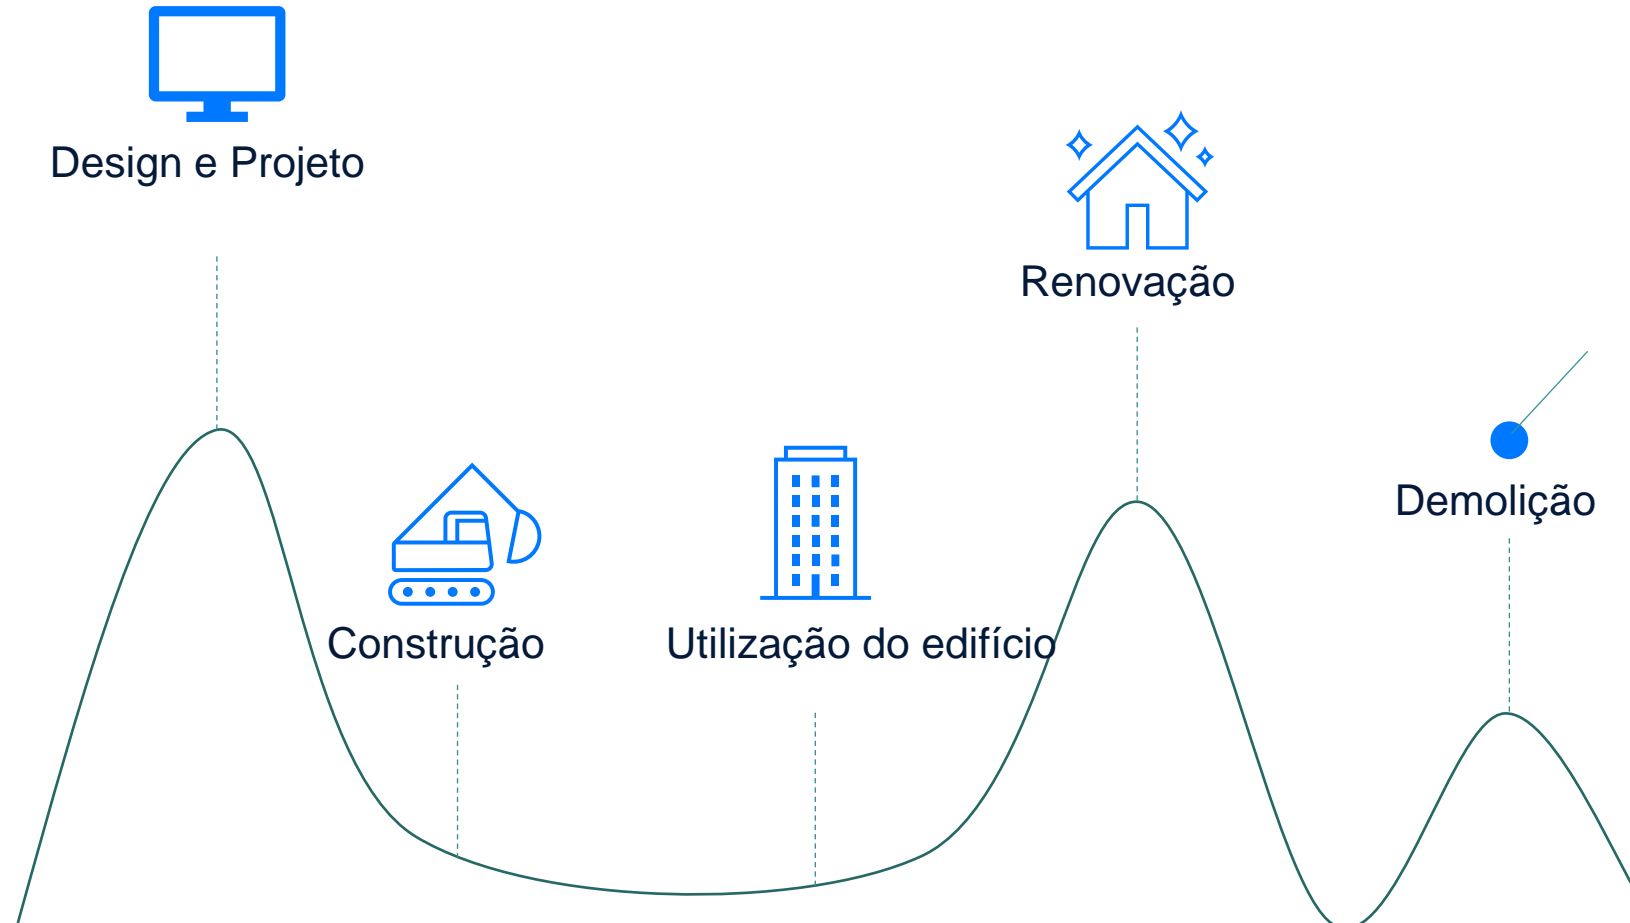 Design e Projeto
Renovação
Demolição
Construção
Utilização do edifício